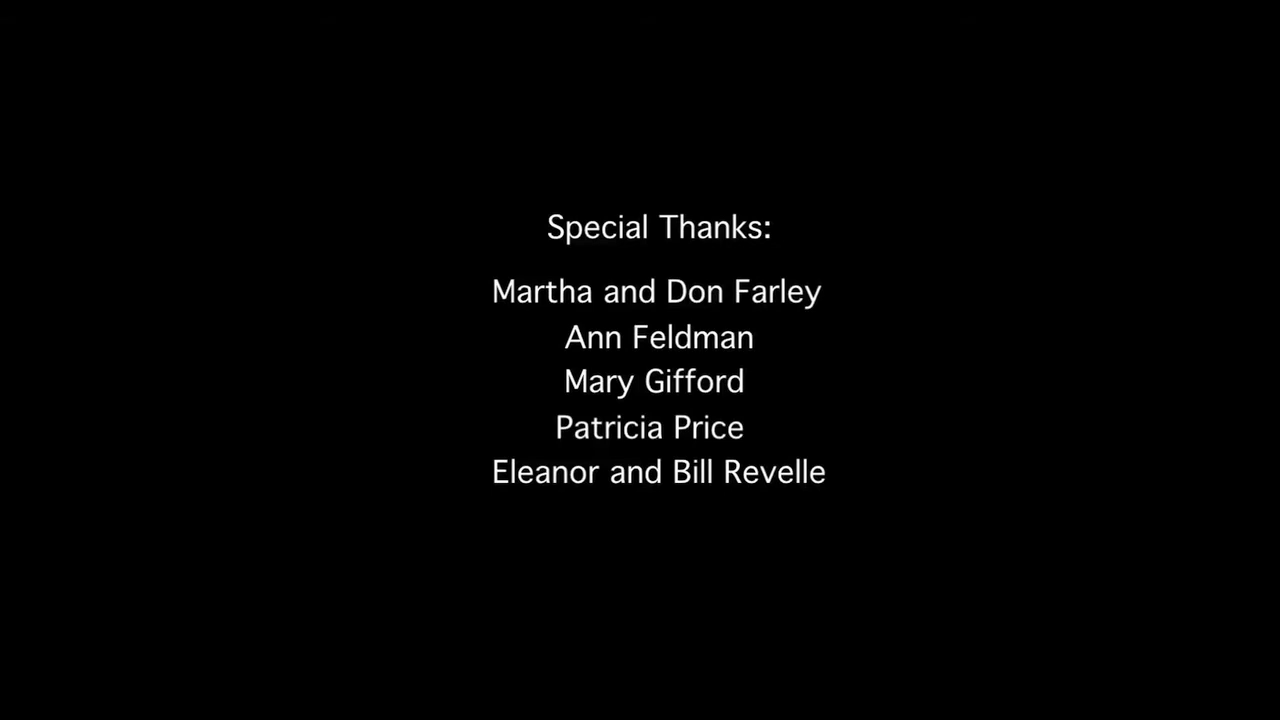 Special Thanks:
Martha and Don Farley
Ann Feldman
Mary Gifford
Patricia Price
Eleanor and Bill Revelle